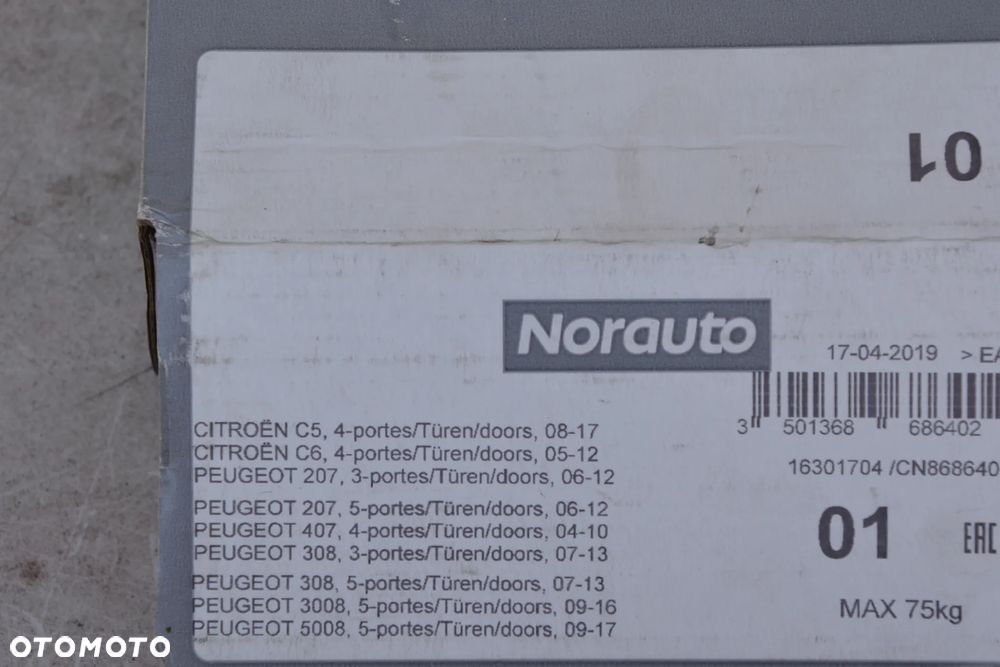 01
Norauto
17-04-2019 > EA
3 501368 686402
16301704 /CN868640
CITROËN C5, 4-portes/Türen/doors, 08-17
CITROËN C6, 4-portes/Türen/doors, 05-12
PEUGEOT 207, 3-portes/Türen/doors, 06-12
PEUGEOT 207, 5-portes/Türen/doors, 06-12
PEUGEOT 407, 4-portes/Türen/doors, 04-10
PEUGEOT 308, 3-portes/Türen/doors, 07-13
PEUGEOT 308, 5-portes/Türen/doors, 07-13
PEUGEOT 3008, 5-portes/Türen/doors, 09-16
PEUGEOT 5008, 5-portes/Türen/doors, 09-17
01
EAC
MAX 75kg
OTOMOTO